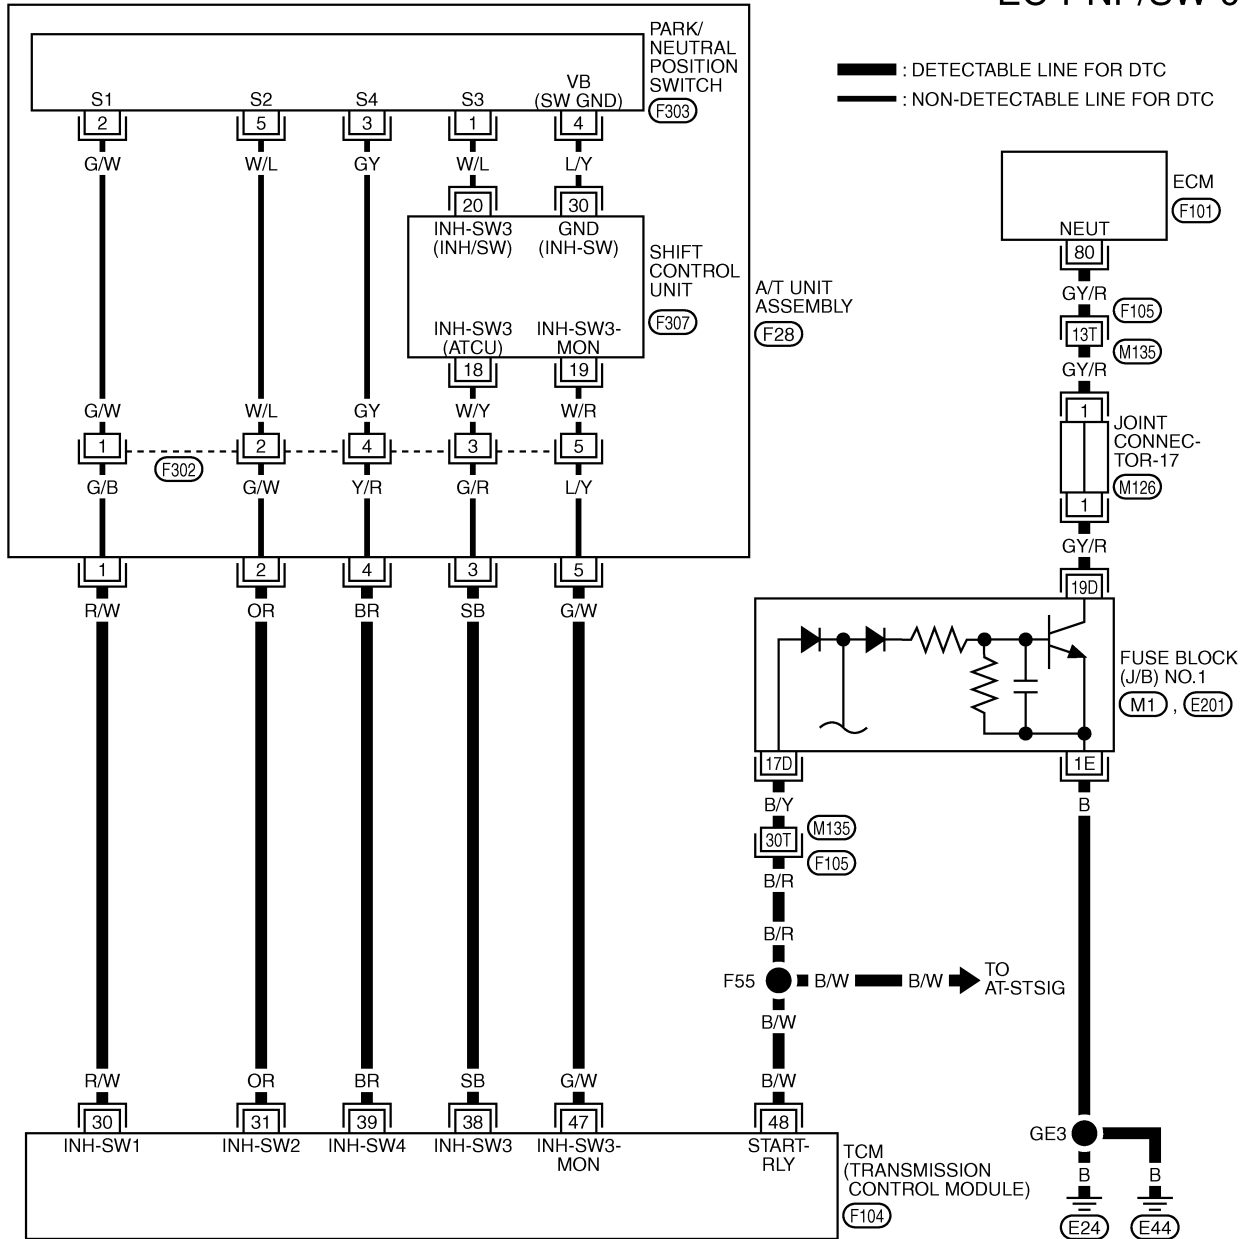 PARK/
NEUTRAL
POSITION
SWITCH
F303
S1
S2
S4
S3
VB
(SW GND)
2
5
3
1
4
G/W
W/L
GY
W/L
L/Y
20
30
INH-SW3
(INH/SW)
GND
(INH-SW)
SHIFT
CONTROL
UNIT
F307
INH-SW3
(ATCU)
INH-SW3-
MON
18
19
A/T UNIT
ASSEMBLY
F28
G/W
W/L
GY
W/Y
W/R
1
2
4
3
5
F302
G/B
G/W
Y/R
G/R
L/Y
1
2
4
3
5
R/W
OR
BR
SB
G/W
R/W
OR
BR
SB
G/W
30
31
39
38
47
48
INH-SW1
INH-SW2
INH-SW4
INH-SW3
INH-SW3-
MON
START-
RLY
TCM
(TRANSMISSION
CONTROL MODULE)
F104
: DETECTABLE LINE FOR DTC
: NON-DETECTABLE LINE FOR DTC
ECM
F101
NEUT
80
GY/R
F105
13T
M135
GY/R
1
JOINT
CONNEC-
TOR-17
M126
1
GY/R
19D
FUSE BLOCK
(J/B) NO.1
M1 , E201
17D
1E
B/Y
B
30T
M135
F105
B/R
B/R
F55
B/W
B/W
TO
AT-STSIG
B/W
B/W
GE3
B
B
E24
E44